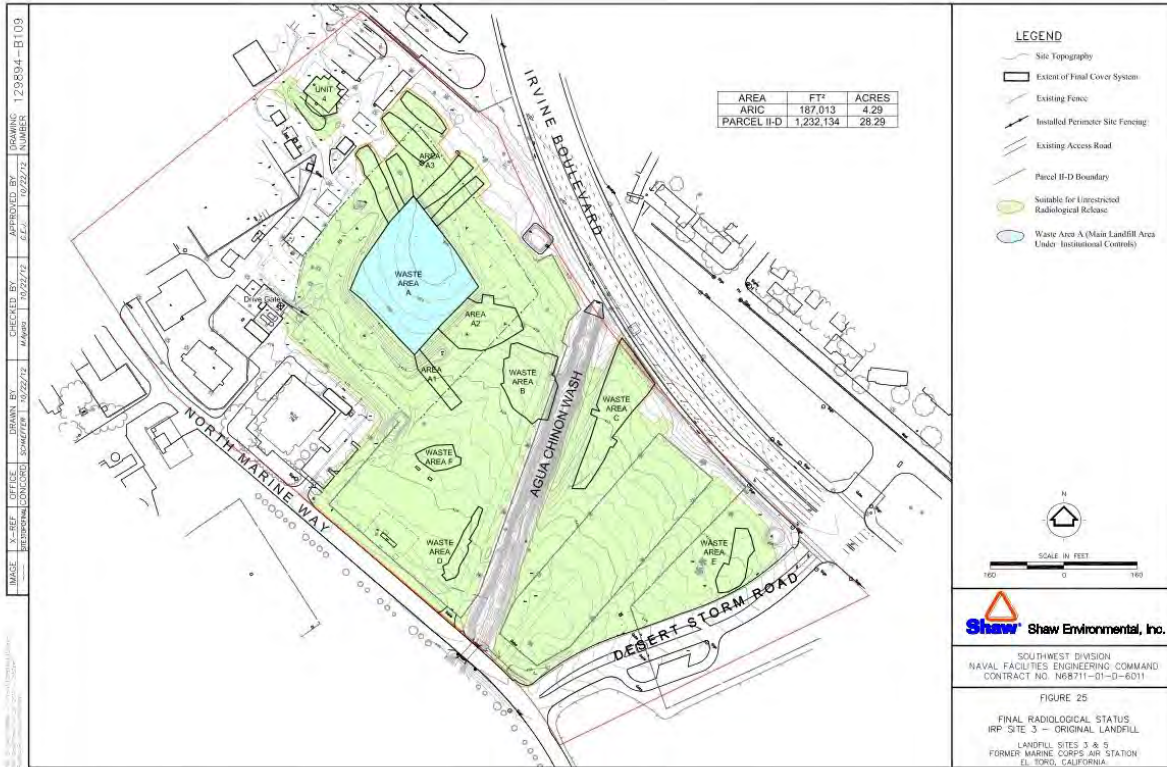 DRAWING NUMBER 129894-B109
APPROVED BY 10/22/12
CHECKED BY 10/22/12
DRAWN BY SCHAEFFER 10/22/12
OFFICE CONCORD
X-REF
IMAGE
UNIT 4
AREA A3
WASTE AREA A
Drive Gate
AREA A2
AREA A1
WASTE AREA B
WASTE AREA C
WASTE AREA F
WASTE AREA D
WASTE AREA E
IRVINE BOULEVARD
AGUA CHINON WASH
NORTH MARINE WAY
DESERT STORM ROAD
AREA FT² ACRES
ARIC 187,013 4.29
PARCEL II-D 1,232,134 28.29
LEGEND
Site Topography
Extent of Final Cover System
Existing Fence
Installed Perimeter Site Fencing
Existing Access Road
Parcel II-D Boundary
Suitable for Unrestricted
Radiological Release
Waste Area A (Main Landfill Area
Under Institutional Controls)
N
SCALE IN FEET
160 0 160
Shaw® Shaw Environmental, Inc.
SOUTHWEST DIVISION
NAVAL FACILITIES ENGINEERING COMMAND
CONTRACT NO. N68711-01-D-6011
FIGURE 25
FINAL RADIOLOGICAL STATUS
IRP SITE 3 - ORIGINAL LANDFILL
LANDFILL SITES 3 & 5
FORMER MARINE CORPS AIR STATION
EL TORO, CALIFORNIA